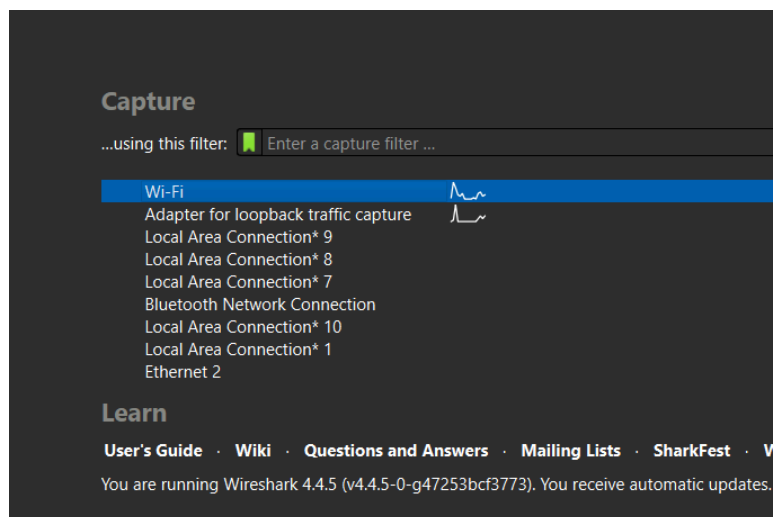 Capture
...using this filter: Enter a capture filter ...
Wi-Fi
Adapter for loopback traffic capture
Local Area Connection* 9
Local Area Connection* 8
Local Area Connection* 7
Bluetooth Network Connection
Local Area Connection* 10
Local Area Connection* 1
Ethernet 2
Learn
User's Guide · Wiki · Questions and Answers · Mailing Lists · SharkFest ·
You are running Wireshark 4.4.5 (v4.4.5-0-g47253bcf3773). You receive automatic updates.